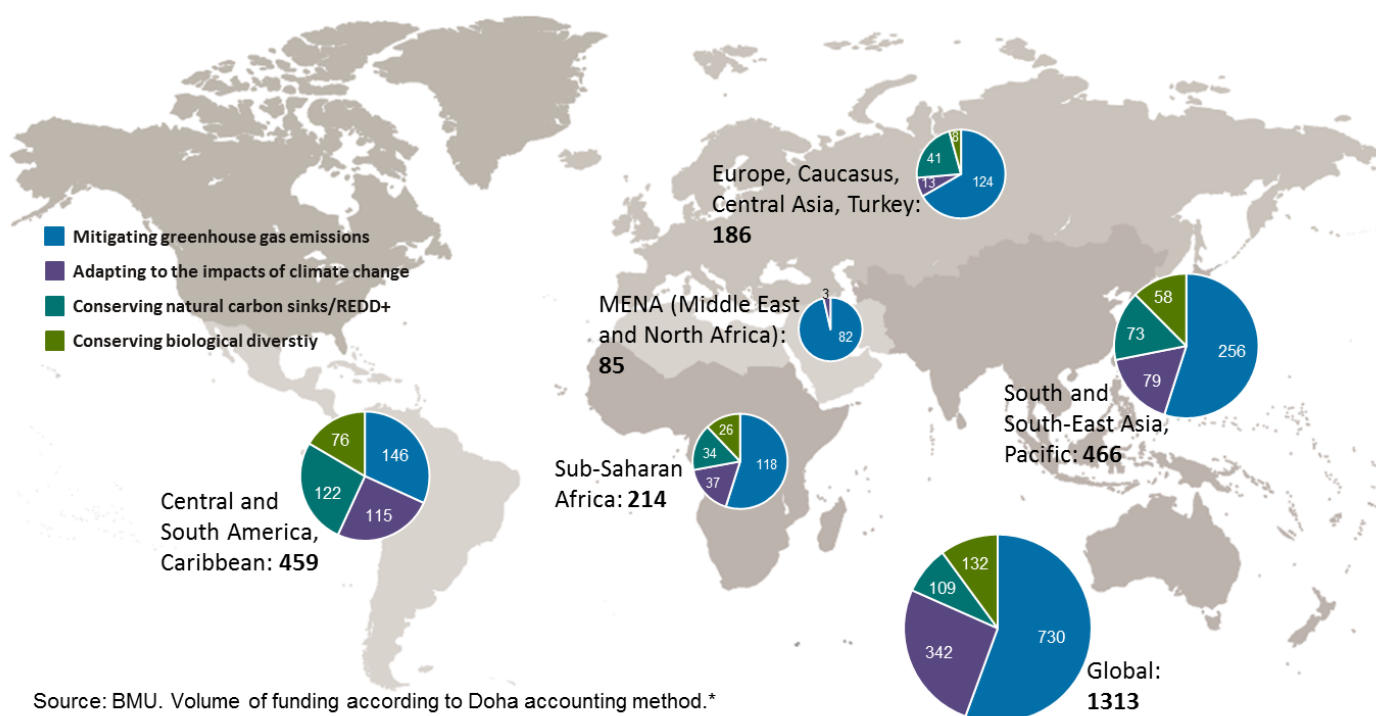 Europe, Caucasus,
Central Asia, Turkey:
186
8
41
13
124
Mitigating greenhouse gas emissions
Adapting to the impacts of climate change
Conserving natural carbon sinks/REDD+
Conserving biological diverstiy
MENA (Middle East
and North Africa):
85
3
82
58
73
256
79
South and
South-East Asia,
Pacific: 466
76
146
122
115
Central and
South America,
Caribbean: 459
26
34
118
37
Sub-Saharan
Africa: 214
132
109
730
342
Global:
1313
Source: BMU. Volume of funding according to Doha accounting method.*